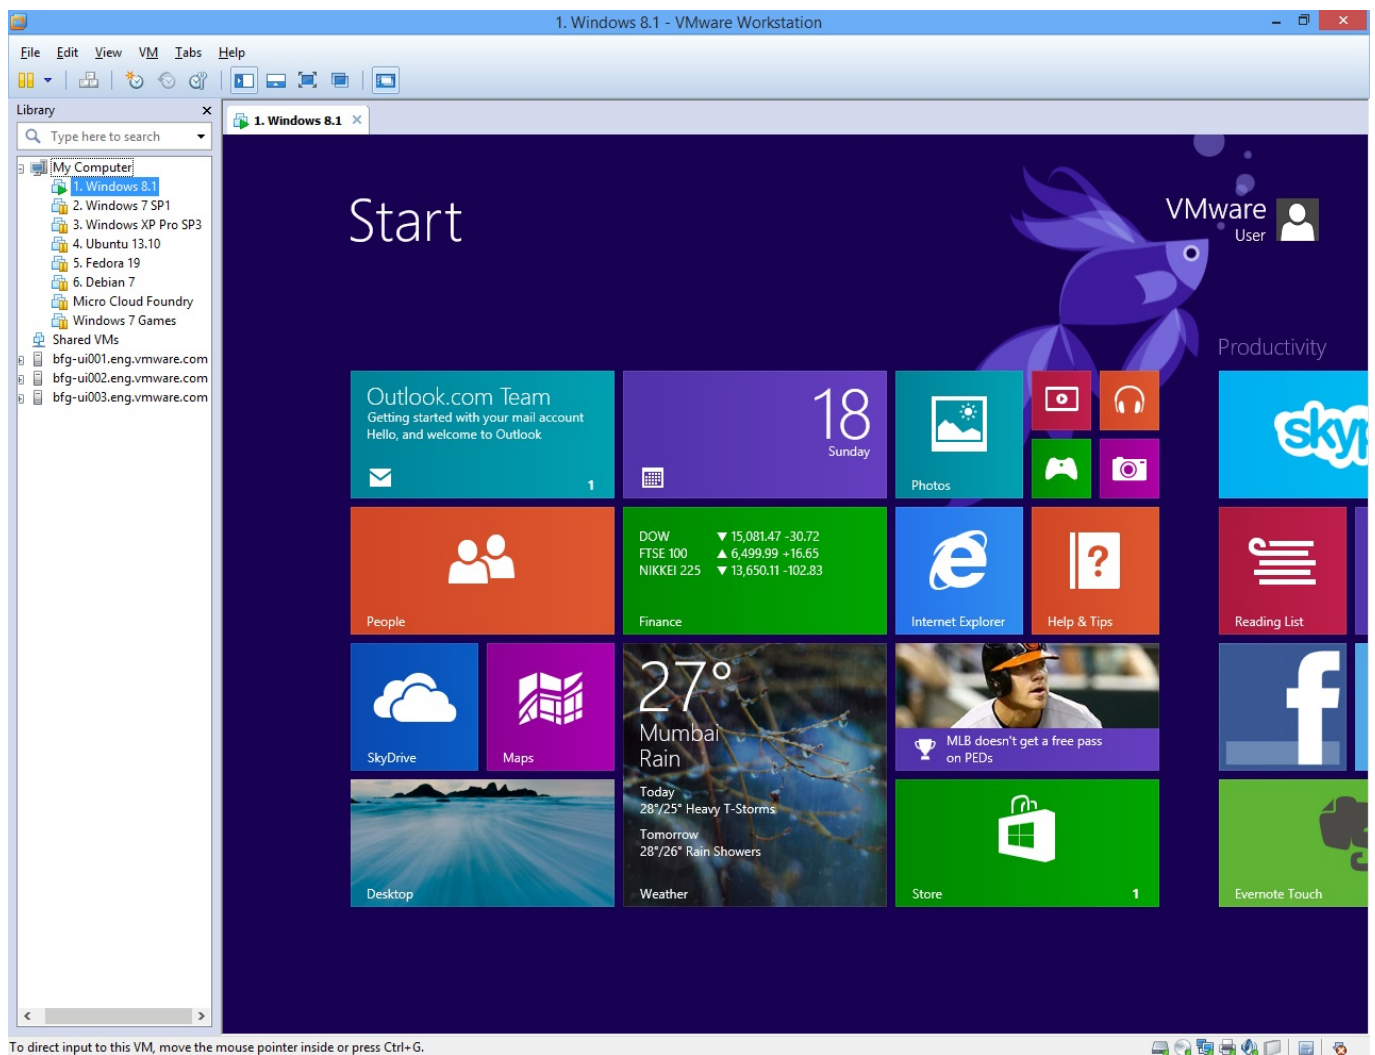 1. Windows 8.1 - VMware Workstation
File Edit View VM Tabs Help
Library
Type here to search
My Computer
1. Windows 8.1
2. Windows 7 SP1
3. Windows XP Pro SP3
4. Ubuntu 13.10
5. Fedora 19
6. Debian 7
Micro Cloud Foundry
Windows 7 Games
Shared VMs
bfg-ui001.eng.vmware.com
bfg-ui002.eng.vmware.com
bfg-ui003.eng.vmware.com
1. Windows 8.1
Start
VMware
User
Outlook.com Team
Getting started with your mail account
Hello, and welcome to Outlook
1
18
Sunday
Photos
People
DOW ▼ 15,081.47 -30.72
FTSE 100 ▲ 6,499.99 +16.65
NIKKEI 225 ▼ 13,650.11 -102.83
Finance
Internet Explorer
Help & Tips
SkyDrive
Maps
27°
Mumbai
Rain
Today
28°/25° Heavy T-Storms
Tomorrow
28°/26° Rain Showers
Weather
MLB doesn't get a free pass
on PEDs
Desktop
Store
1
Productivity
skyp
Reading List
Evernote Touch
To direct input to this VM, move the mouse pointer inside or press Ctrl+G.